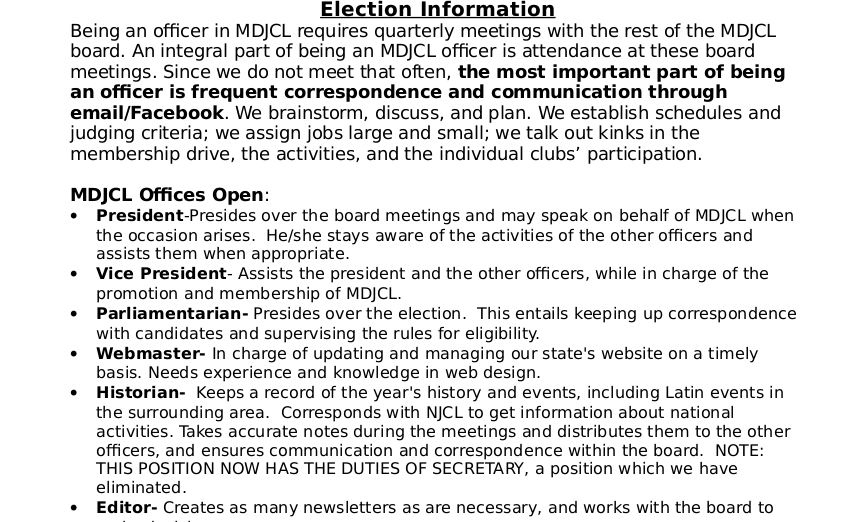 Election Information
Being an officer in MDJCL requires quarterly meetings with the rest of the MDJCL
board. An integral part of being an MDJCL officer is attendance at these board
meetings. Since we do not meet that often, the most important part of being
an officer is frequent correspondence and communication through
email/Facebook. We brainstorm, discuss, and plan. We establish schedules and
judging criteria; we assign jobs large and small; we talk out kinks in the
membership drive, the activities, and the individual clubs’ participation.
MDJCL Offices Open:
• President-Presides over the board meetings and may speak on behalf of MDJCL when
the occasion arises.  He/she stays aware of the activities of the other officers and
assists them when appropriate.
• Vice President- Assists the president and the other officers, while in charge of the
promotion and membership of MDJCL.
• Parliamentarian- Presides over the election.  This entails keeping up correspondence
with candidates and supervising the rules for eligibility.
• Webmaster- In charge of updating and managing our state's website on a timely
basis. Needs experience and knowledge in web design.
• Historian-  Keeps a record of the year's history and events, including Latin events in
the surrounding area.  Corresponds with NJCL to get information about national
activities. Takes accurate notes during the meetings and distributes them to the other
officers, and ensures communication and correspondence within the board.  NOTE:
THIS POSITION NOW HAS THE DUTIES OF SECRETARY, a position which we have
eliminated.
• Editor- Creates as many newsletters as are necessary, and works with the board to